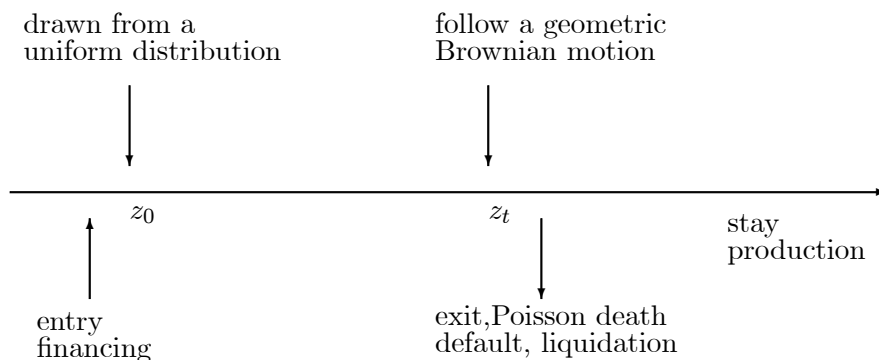 drawn from a
uniform distribution
follow a geometric
Brownian motion
z₀
zₜ
stay
production
entry
financing
exit,Poisson death
default, liquidation